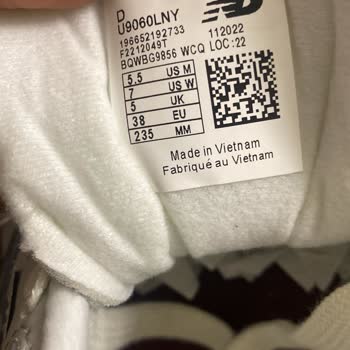 D
U9060LNY
196652192733
F2212049T
BQWBG9856 WCQ
112022
LOC:22
5.5 US M
7 US W
5 UK
38 EU
235 MM
Made in Vietnam
Fabriqué au Vietnam